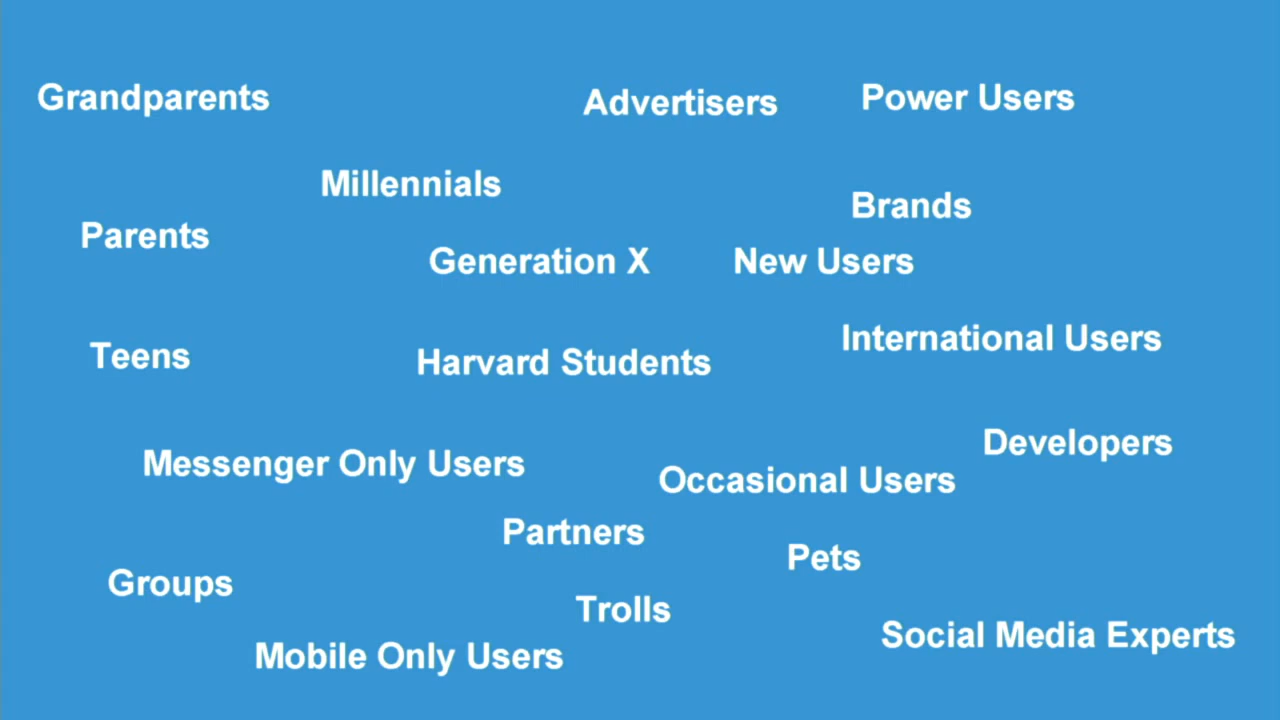 Grandparents
Advertisers
Power Users
Millennials
Brands
Parents
Generation X
New Users
International Users
Teens
Harvard Students
Developers
Messenger Only Users
Occasional Users
Partners
Pets
Groups
Trolls
Social Media Experts
Mobile Only Users